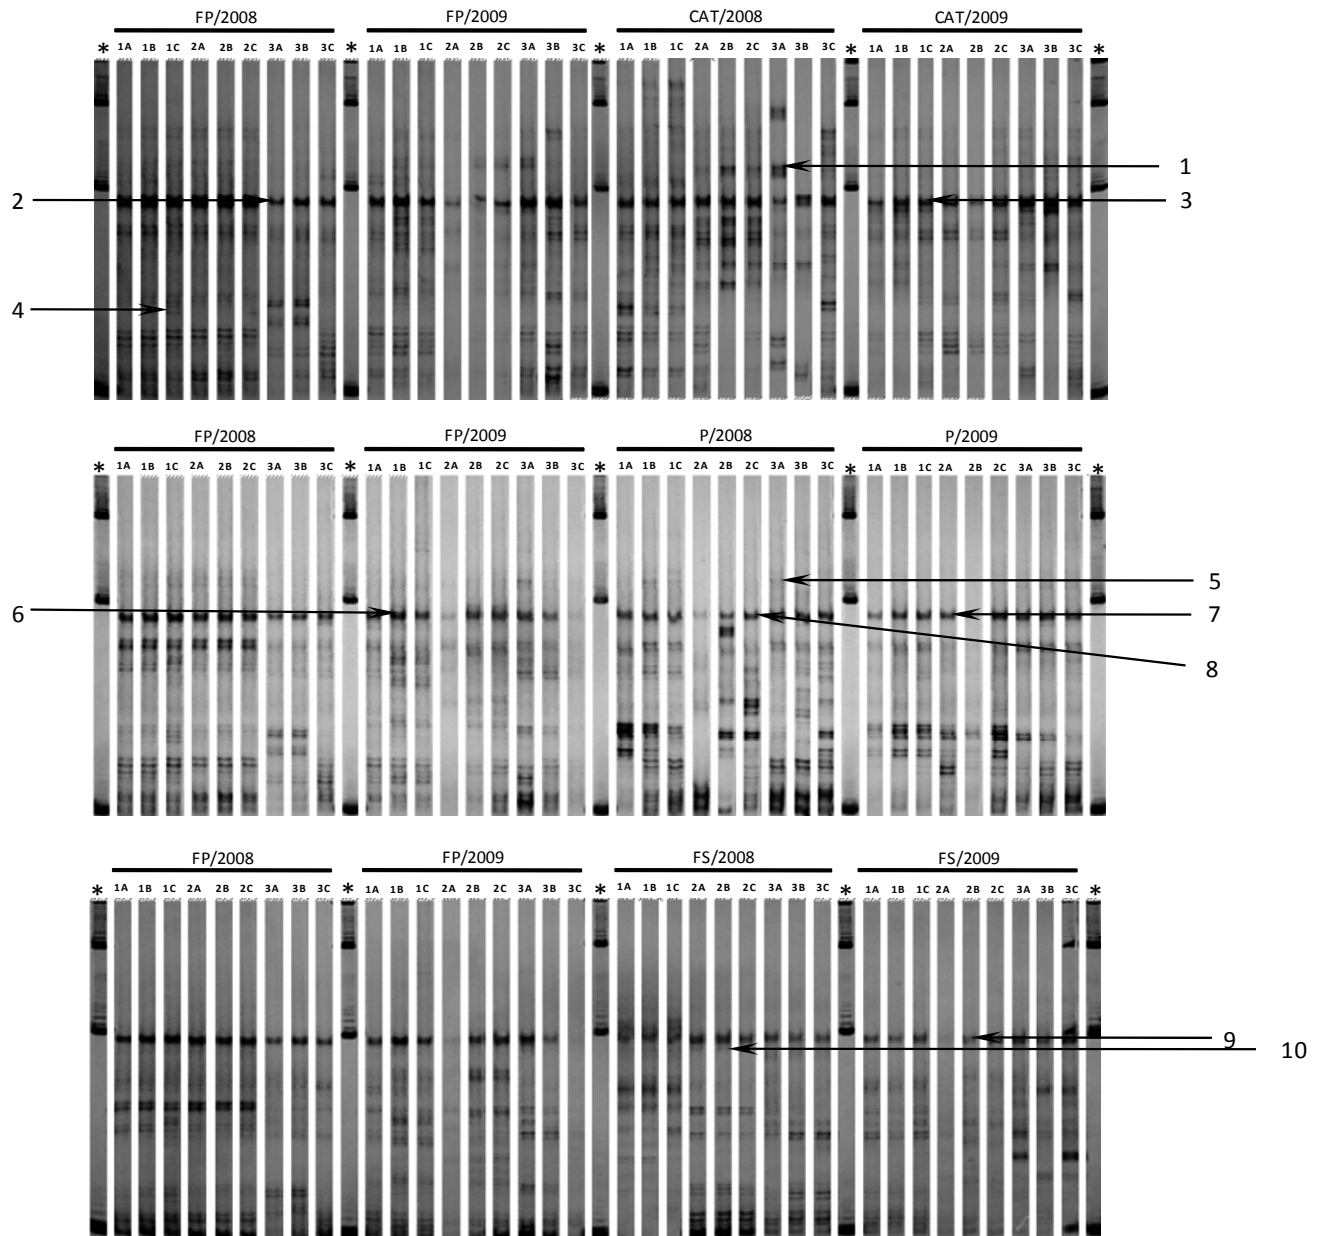 FP/2008 FP/2009 CAT/2008 CAT/2009
* 1A 1B 1C 2A 2B 2C 3A 3B 3C * 1A 1B 1C 2A 2B 2C 3A 3B 3C * 1A 1B 1C 2A 2B 2C 3A 3B 3C * 1A 1B 1C 2A 2B 2C 3A 3B 3C *
1
2
3
4
FP/2008 FP/2009 P/2008 P/2009
* 1A 1B 1C 2A 2B 2C 3A 3B 3C * 1A 1B 1C 2A 2B 2C 3A 3B 3C * 1A 1B 1C 2A 2B 2C 3A 3B 3C * 1A 1B 1C 2A 2B 2C 3A 3B 3C *
5
6
7
8
FP/2008 FP/2009 FS/2008 FS/2009
* 1A 1B 1C 2A 2B 2C 3A 3B 3C * 1A 1B 1C 2A 2B 2C 3A 3B 3C * 1A 1B 1C 2A 2B 2C 3A 3B 3C * 1A 1B 1C 2A 2B 2C 3A 3B 3C *
9
10